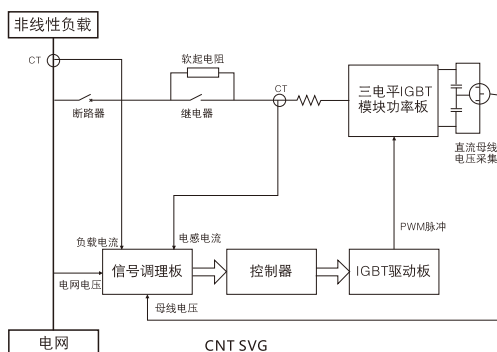 非线性负载
CT
软起电阻
CT
断路器
继电器
三电平IGBT
模块功率板
直流母线
电压采集
PWM脉冲
负载电流
电感电流
信号调理板
控制器
IGBT驱动板
电网电压
母线电压
电网
CNT SVG